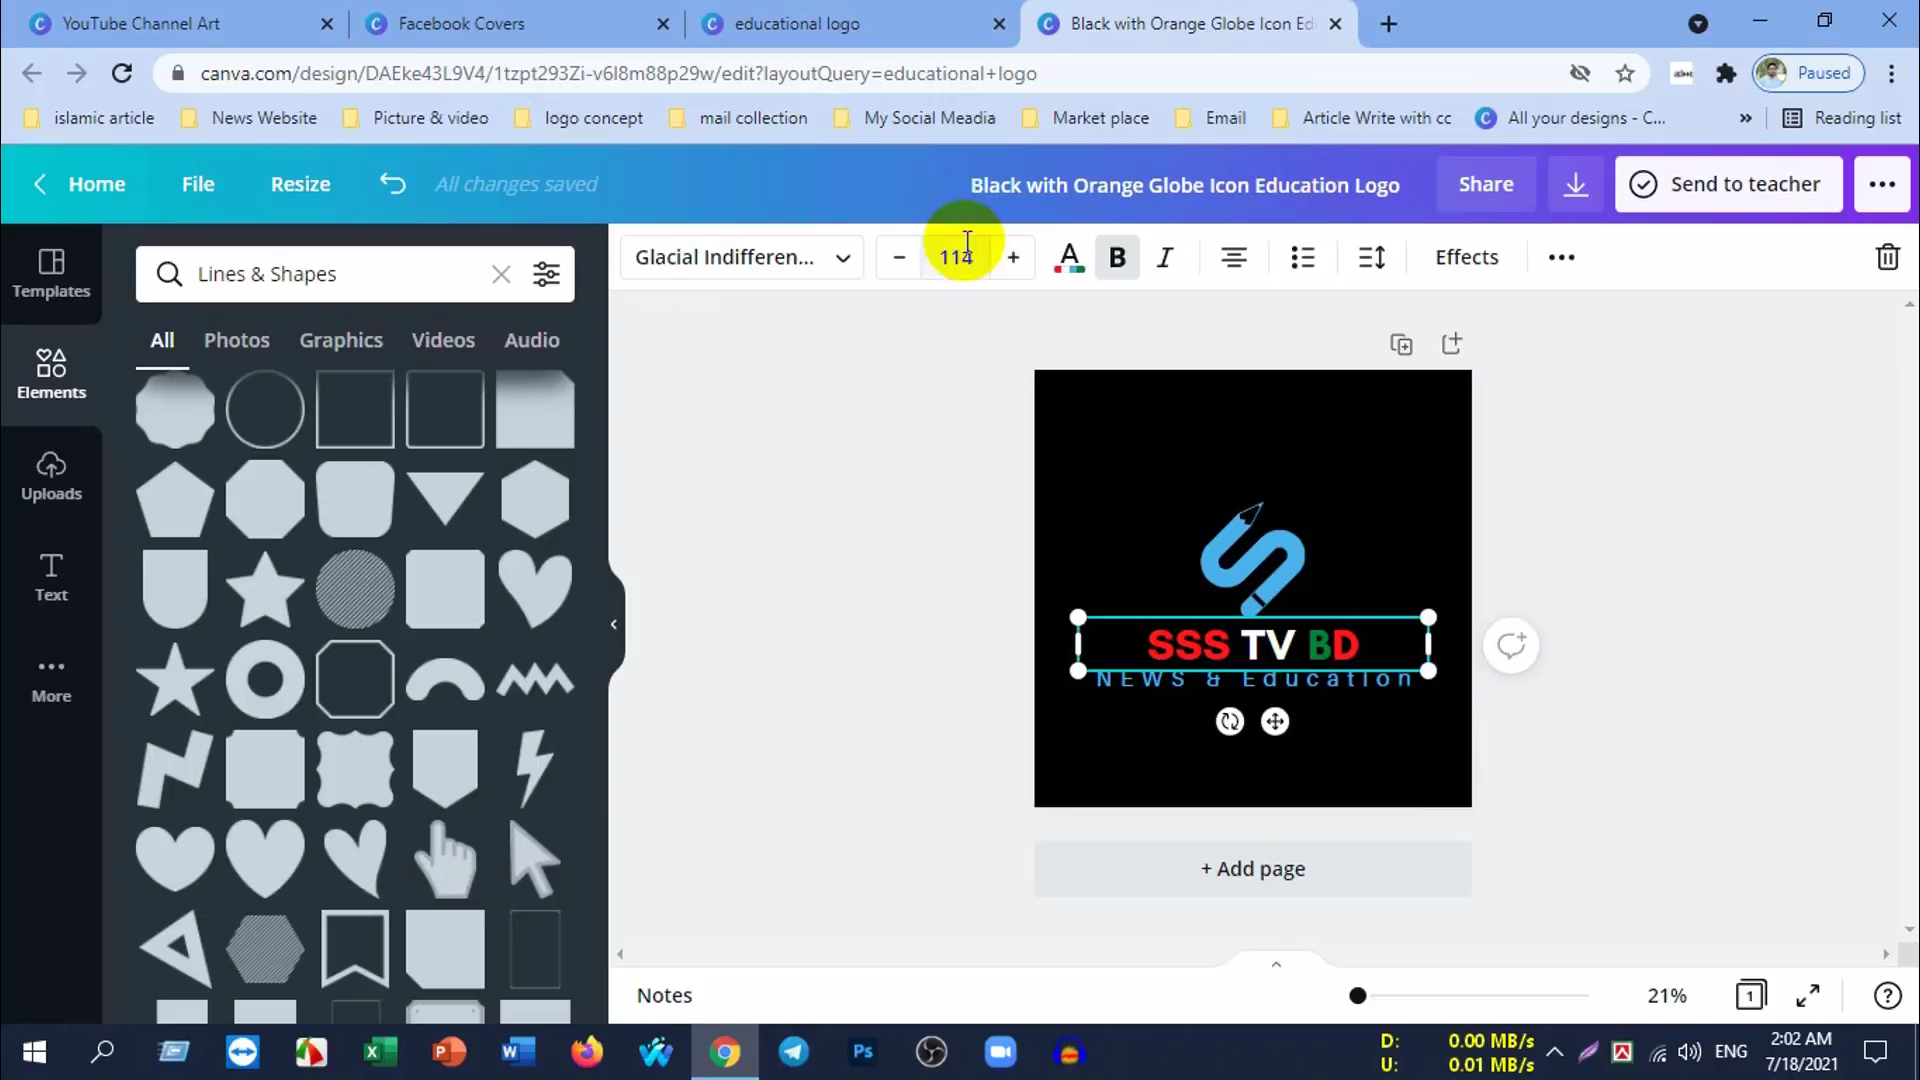 YouTube Channel Art
Facebook Covers
educational logo
Black with Orange Globe Icon Ed
canva.com/design/DAEke43L9V4/1tzpt293Zi-v6I8m88p29w/edit?layoutQuery=educational+logo
Paused
islamic article
News Website
Picture & video
logo concept
mail collection
My Social Meadia
Market place
Email
Article Write with cc
All your designs - C...
»
Reading list
Home
File
Resize
All changes saved
Black with Orange Globe Icon Education Logo
Share
Send to teacher
Templates
Elements
Uploads
Text
More
Lines & Shapes
All
Photos
Graphics
Videos
Audio
Glacial Indifferen...
114
A
B
I
Effects
SSS TV BD
NEWS & Education
+ Add page
Notes
21%
1
D: 0.00 MB/s
U: 0.01 MB/s
ENG
2:02 AM
7/18/2021